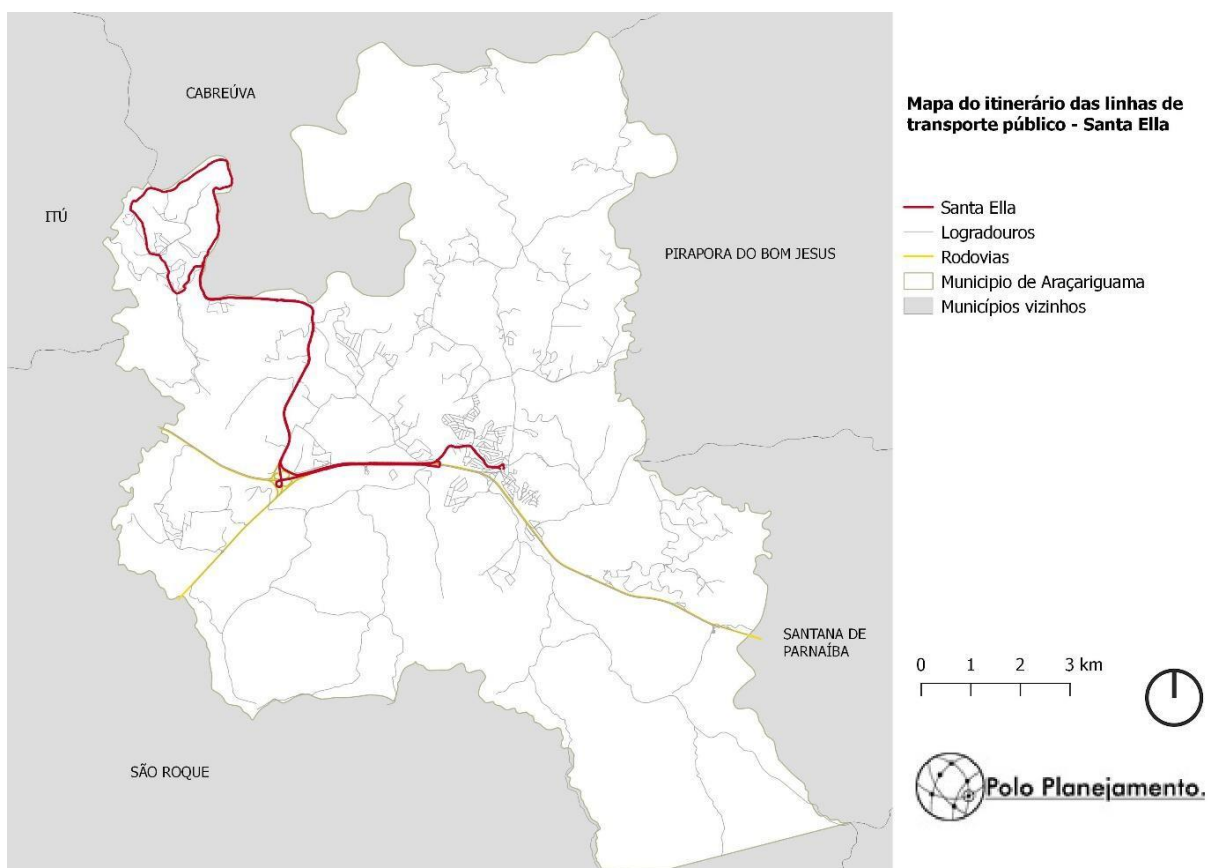 CABREÚVA
ITÚ
PIRAPORA DO BOM JESUS
SANTANA DE
PARNAÍBA
SÃO ROQUE
Mapa do itinerário das linhas de
transporte público - Santa Ella
Santa Ella
Logradouros
Rodovias
Municipio de Araçariguama
Municípios vizinhos
0 1 2 3 km
Polo Planejamento.